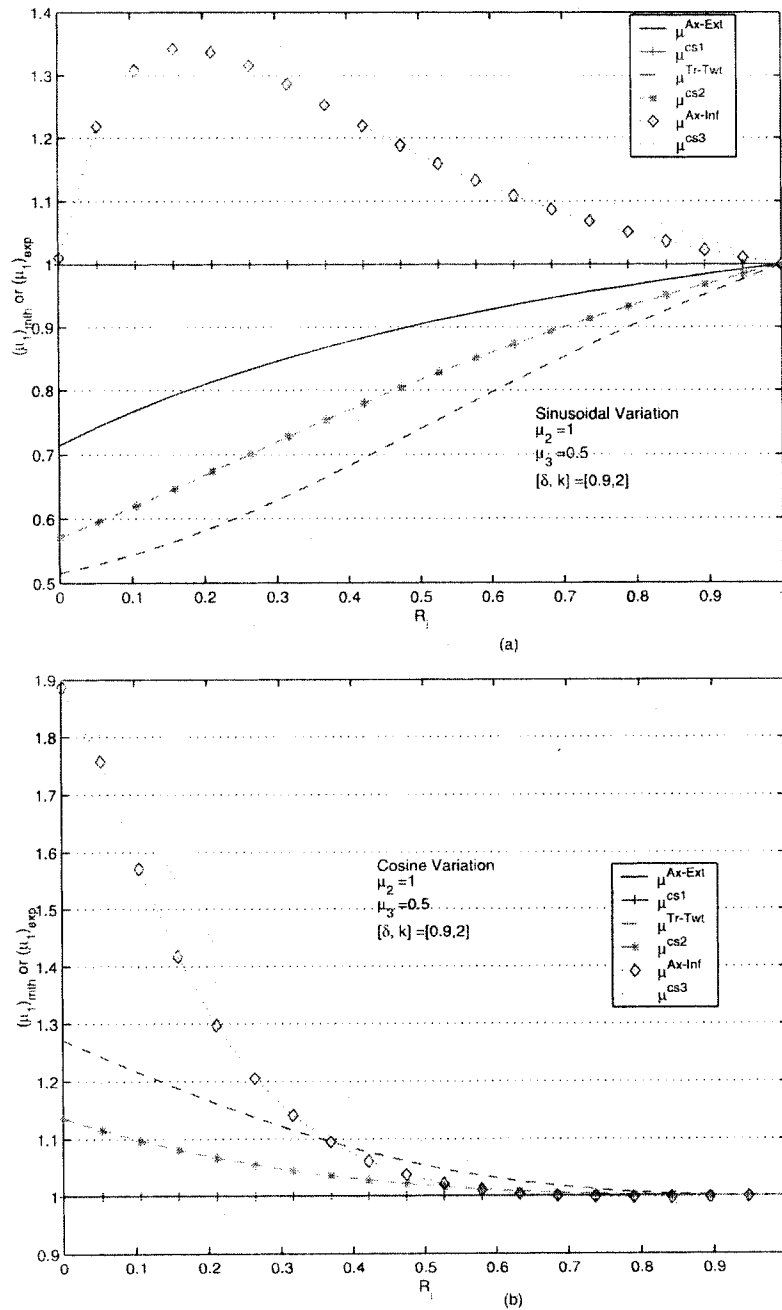 1.4
1.3
1.2
1.1
1
0.9
0.8
0.7
0.6
0.5
(μ₁)mth or (μ₁)exp
μ^Ax-Ext
μ^cs1
μ^Tr-Twt
μ^cs2
μ^Ax-Inf
μ^cs3
Sinusoidal Variation
μ₂=1
μ₃=0.5
[δ, k] =[0.9,2]
0 0.1 0.2 0.3 0.4 0.5 0.6 0.7 0.8 0.9
Ri
(a)
1.9
1.8
1.7
1.6
1.5
1.4
1.3
1.2
1.1
1
0.9
(μ₁)mth or (μ₁)exp
Cosine Variation
μ₂=1
μ₃=0.5
[δ, k] =[0.9,2]
μ^Ax-Ext
μ^cs1
μ^Tr-Twt
μ^cs2
μ^Ax-Inf
μ^cs3
0 0.1 0.2 0.3 0.4 0.5 0.6 0.7 0.8 0.9
Ri
(b)